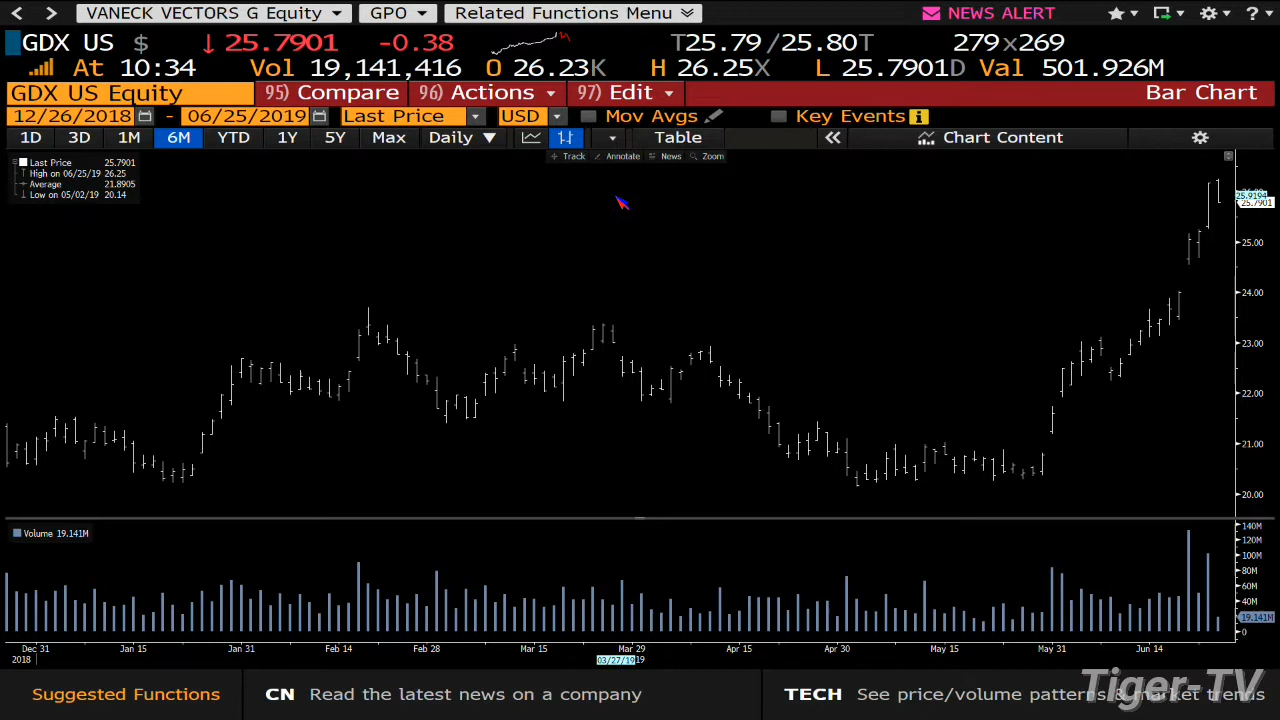 VANECK VECTORS G Equity GPO Related Functions Menu NEWS ALERT ?
GDX US $ ↓ 25.7901 -0.38 T25.79 /25.80T 279x269
At 10:34 Vol 19,141,416 O 26.23K H 26.25X L 25.7901D Val 501.926M
GDX US Equity 95) Compare 96) Actions 97) Edit Bar Chart
12/26/2018 - 06/25/2019 Last Price USD Mov Avgs Key Events i
1D 3D 1M 6M YTD 1Y 5Y Max Daily ▼ Table « Chart Content
Track Annotate News Zoom
Last Price 25.7901
High on 06/25/19 26.25
Average 21.8905
Low on 05/02/19 20.14
25.9194
25.7901
25.00
24.00
23.00
22.00
21.00
20.00
Volume 19.141M
140M
120M
100M
80M
60M
40M
19.141M
0
Dec 31 Jan 15 Jan 31 Feb 14 Feb 28 Mar 15 Mar 29 Apr 15 Apr 30 May 15 May 31 Jun 14
2018 03/27/19 19
Suggested Functions CN Read the latest news on a company TECH See price/volume patterns & market trends
Tiger-TV